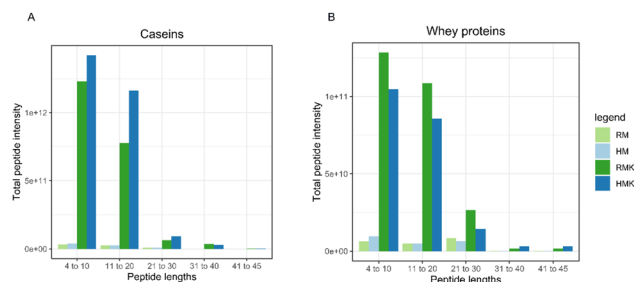 A
Caseins
Total peptide intensity
1e+12
5e+11
0e+00
4 to 10 11 to 20 21 to 30 31 to 40 41 to 45
Peptide lengths
B
Whey proteins
Total peptide intensity
1e+11
5e+10
0e+00
4 to 10 11 to 20 21 to 30 31 to 40 41 to 45
Peptide lengths
legend
RM
HM
RMK
HMK